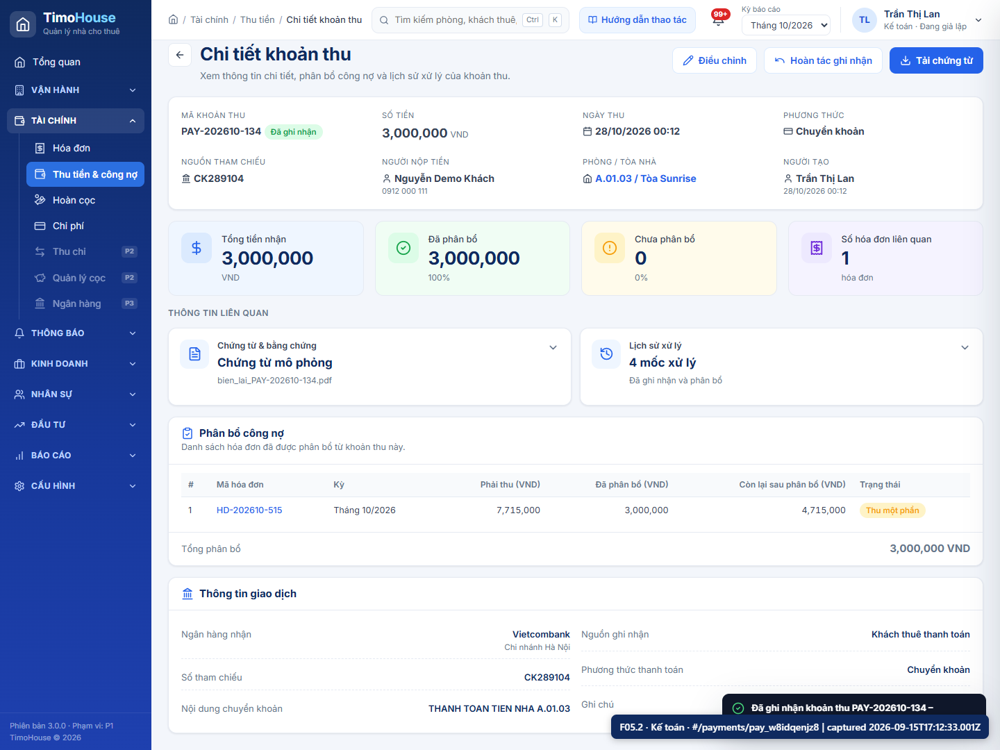 TimoHouse
Quản lý nhà cho thuê
Tổng quan
VẬN HÀNH
TÀI CHÍNH
Hóa đơn
Thu tiền & công nợ
Hoàn cọc
Chi phí
Thu chi P2
Quản lý cọc P2
Ngân hàng P3
THÔNG BÁO
KINH DOANH
NHÂN SỰ
ĐẦU TƯ
BÁO CÁO
CẤU HÌNH
Phiên bản 3.0.0 · Phạm vi: P1
TimoHouse © 2026
/ Tài chính / Thu tiền / Chi tiết khoản thu
Tìm kiếm phòng, khách thuê, Ctrl K
Hướng dẫn thao tác
99+
Kỳ báo cáo
Tháng 10/2026
TL
Trần Thị Lan
Kế toán · Đang giả lập
Chi tiết khoản thu
Xem thông tin chi tiết, phân bổ công nợ và lịch sử xử lý của khoản thu.
Điều chỉnh
Hoàn tác ghi nhận
Tải chứng từ
MÃ KHOẢN THU
PAY-202610-134 Đã ghi nhận
SỐ TIỀN
3,000,000 VND
NGÀY THU
28/10/2026 00:12
PHƯƠNG THỨC
Chuyển khoản
NGUỒN THAM CHIẾU
CK289104
NGƯỜI NỘP TIỀN
Nguyễn Demo Khách
0912 000 111
PHÒNG / TÒA NHÀ
A.01.03 / Tòa Sunrise
NGƯỜI TẠO
Trần Thị Lan
28/10/2026 00:12
Tổng tiền nhận
3,000,000
VND
Đã phân bổ
3,000,000
100%
Chưa phân bổ
0
0%
Số hóa đơn liên quan
1
hóa đơn
THÔNG TIN LIÊN QUAN
Chứng từ & bằng chứng
Chứng từ mô phỏng
bien_lai_PAY-202610-134.pdf
Lịch sử xử lý
4 mốc xử lý
Đã ghi nhận và phân bổ
Phân bổ công nợ
Danh sách hóa đơn đã được phân bổ từ khoản thu này.
# Mã hóa đơn Kỳ Phải thu (VND) Đã phân bổ (VND) Còn lại sau phân bổ (VND) Trạng thái
1 HD-202610-515 Tháng 10/2026 7,715,000 3,000,000 4,715,000 Thu một phần
Tổng phân bổ 3,000,000 VND
Thông tin giao dịch
Ngân hàng nhận Vietcombank
Chi nhánh Hà Nội
Số tham chiếu CK289104
Nội dung chuyển khoản THANH TOAN TIEN NHA A.01.03
Nguồn ghi nhận Khách thuê thanh toán
Phương thức thanh toán Chuyển khoản
Ghi chú
Đã ghi nhận khoản thu PAY-202610-134 –
F05.2 · Kế toán · #/payments/pay_w8idqenjz8 | captured 2026-09-15T17:12:33.001Z